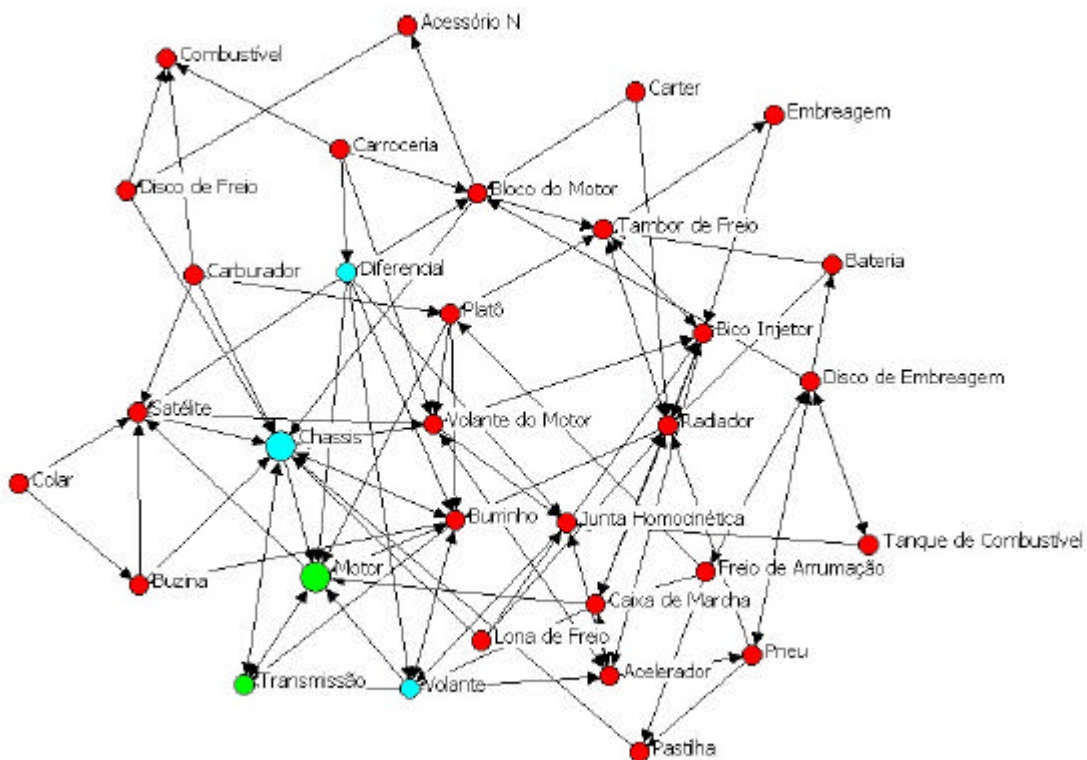 Acessório N
Combustível
Carter
Embreagem
Carroceria
Disco de Freio
Bloco do Motor
Tambor de Freio
Bateria
Carburador
Diferencial
Platô
Bico Injetor
Disco de Embreagem
Satélite
Chassis
Volante do Motor
Radiador
Colar
Burrinho
Junta Homocinética
Tanque de Combustível
Buzina
Motor
Freio de Arrumação
Caixa de Marcha
Lona de Freio
Pneu
Transmissão
Volante
Acelerador
Pastilha